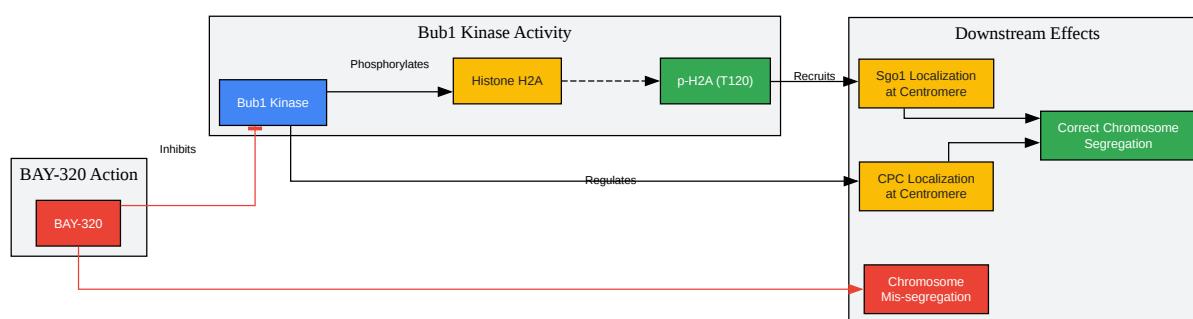 Bub1 Kinase Activity
Downstream Effects
Phosphorylates
Histone H2A
p-H2A (T120)
Recruits
Sgo1 Localization
at Centromere
Bub1 Kinase
Correct Chromosome
Segregation
Inhibits
BAY-320 Action
Regulates
CPC Localization
at Centromere
BAY-320
Chromosome
Mis-segregation